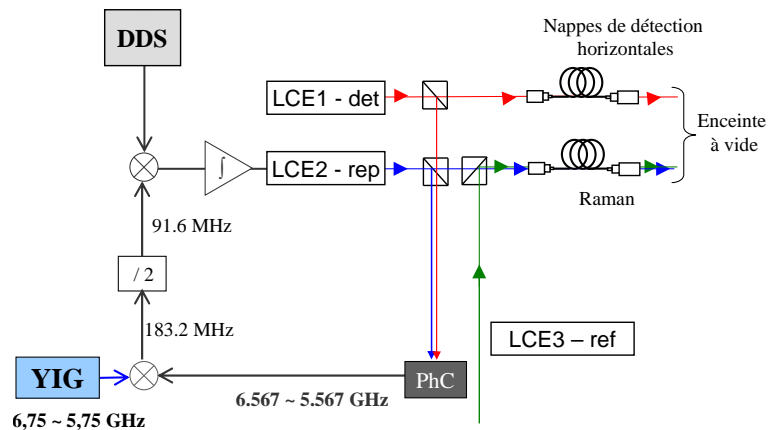 DDS
Nappes de détection
horizontales
LCE1 - det
Enceinte
à vide
∫
LCE2 - rep
Raman
91.6 MHz
/ 2
183.2 MHz
LCE3 – ref
YIG
PhC
6.567 ~ 5.567 GHz
6,75 ~ 5,75 GHz